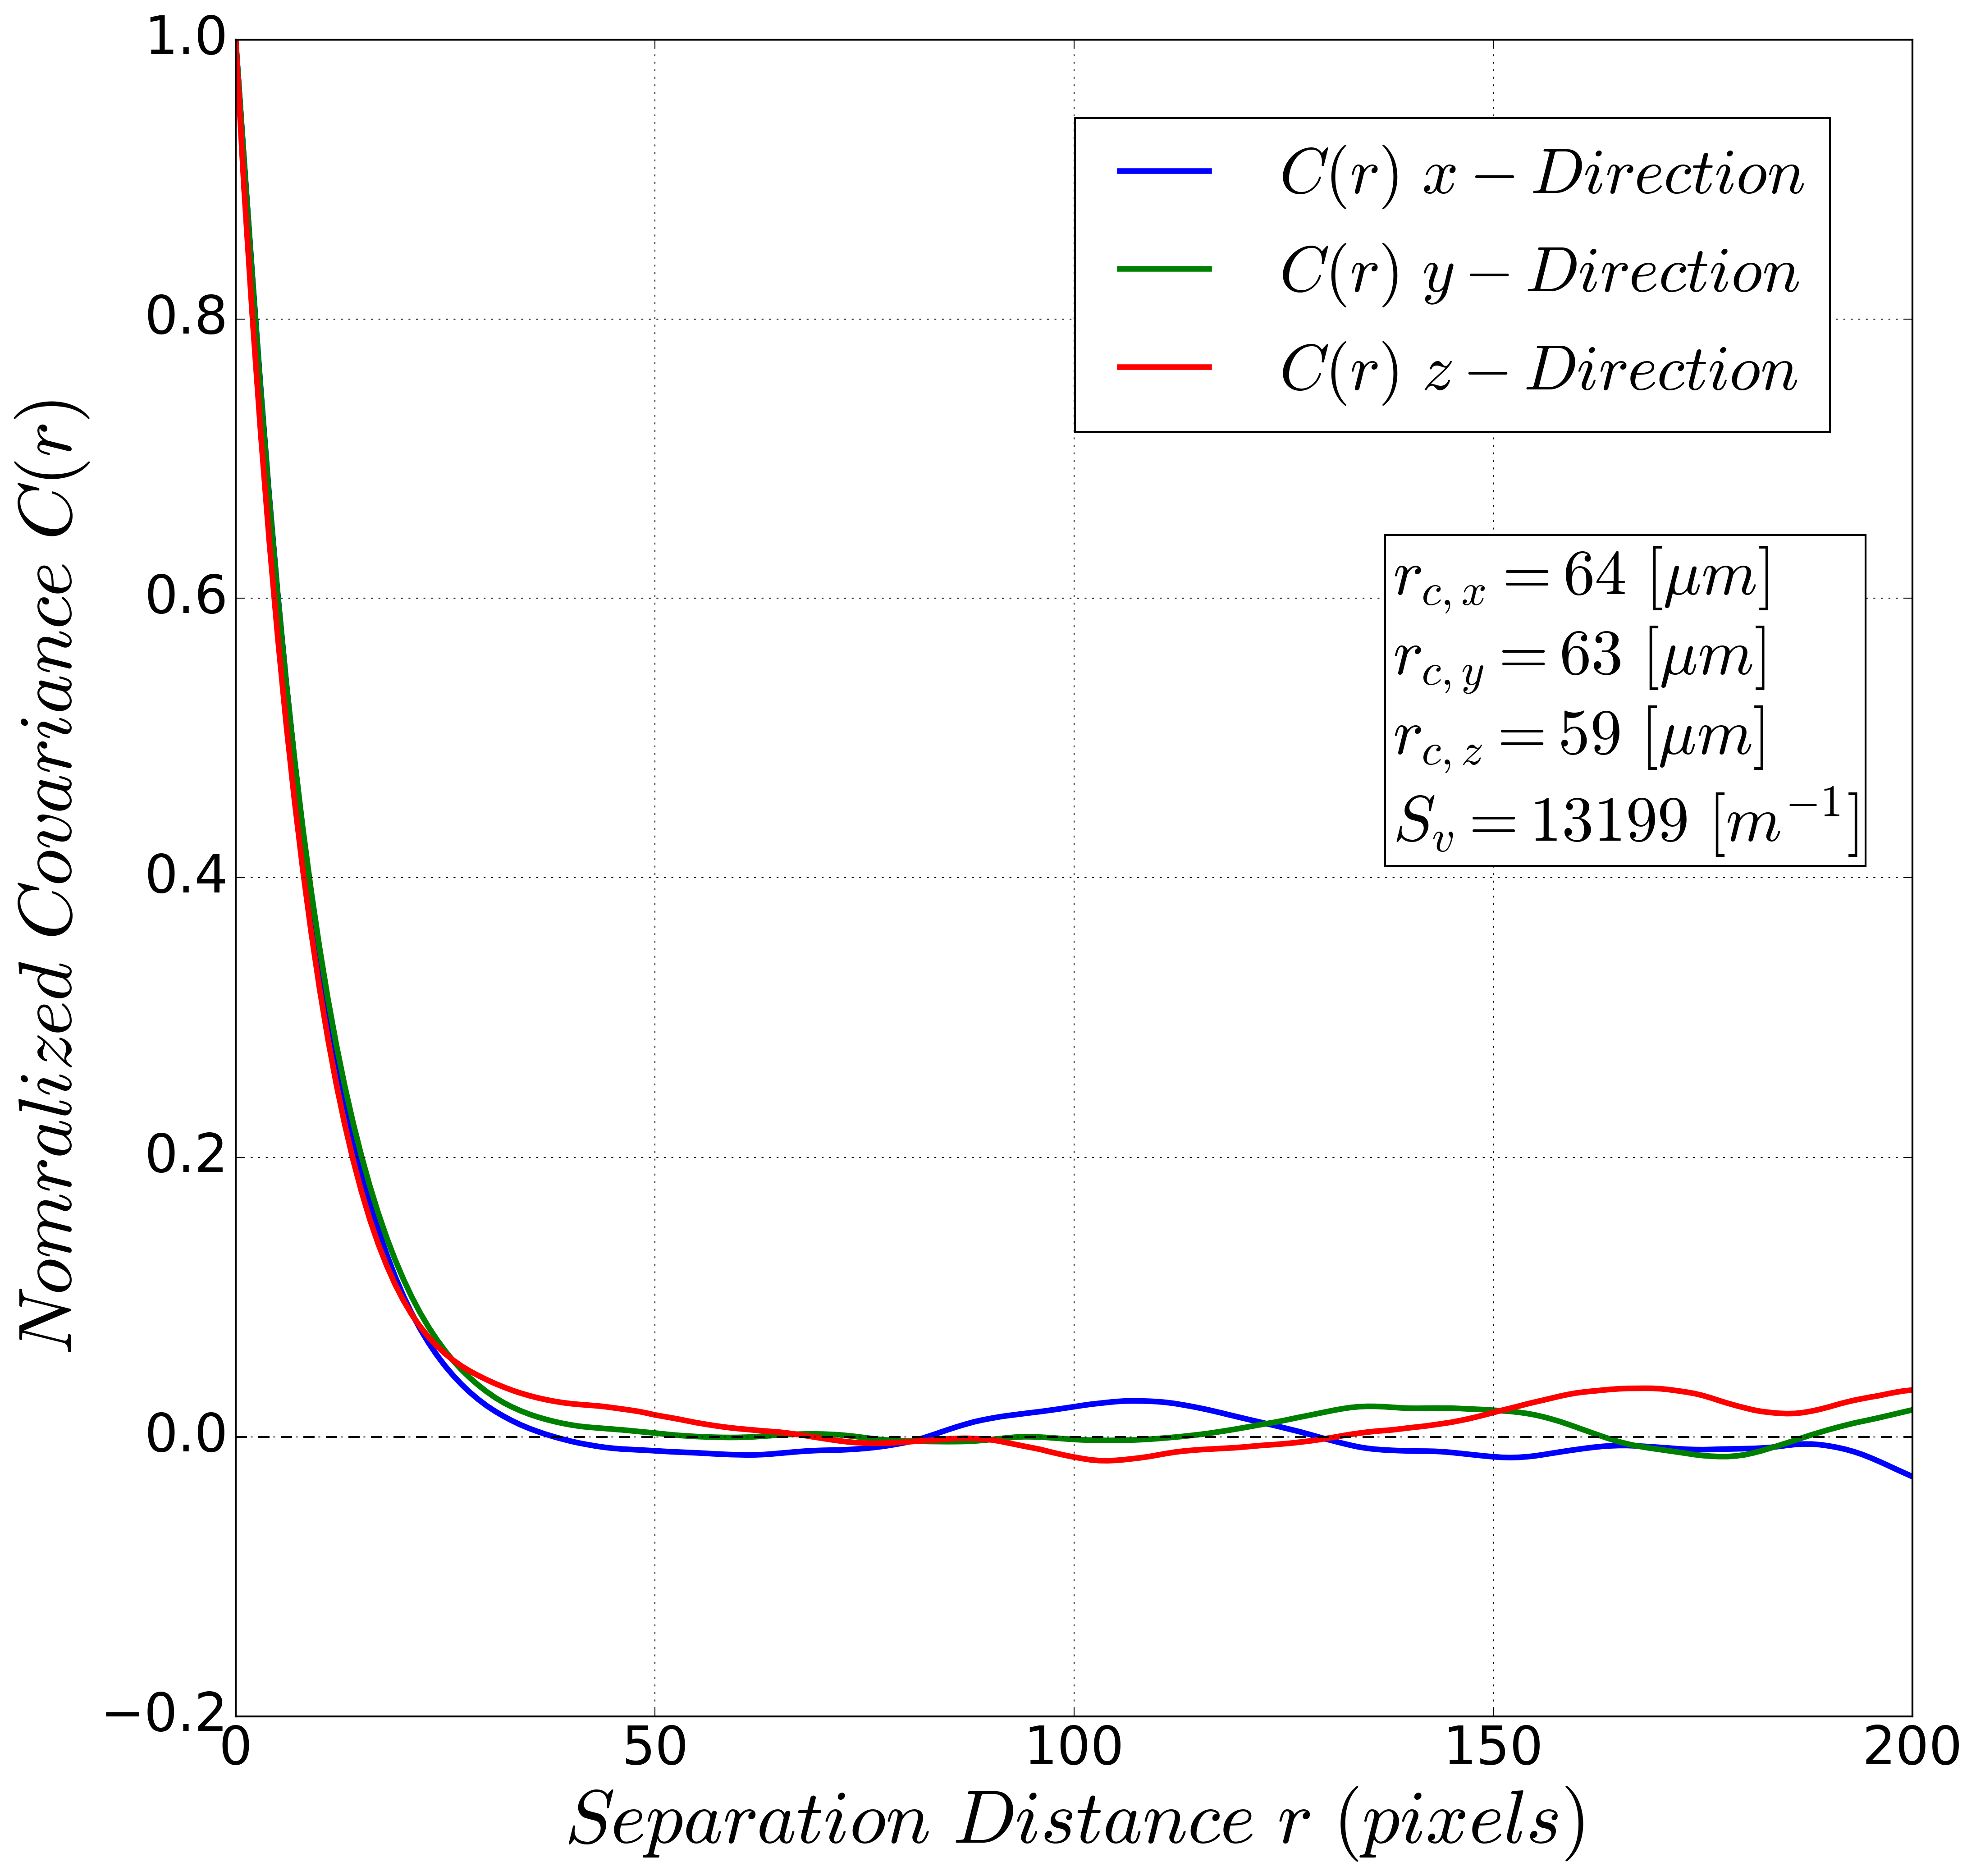 Nomralized Covariance C(r)
1.0
0.8
0.6
0.4
0.2
0.0
−0.2
0 50 100 150 200
Separation Distance r (pixels)
C(r) x − Direction
C(r) y − Direction
C(r) z − Direction
r_{c,x} = 64 [μm]
r_{c,y} = 63 [μm]
r_{c,z} = 59 [μm]
S_v = 13199 [m^{−1}]